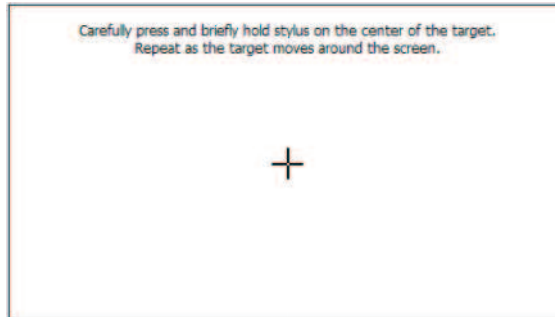 Carefully press and briefly hold stylus on the center of the target.
Repeat as the target moves around the screen.